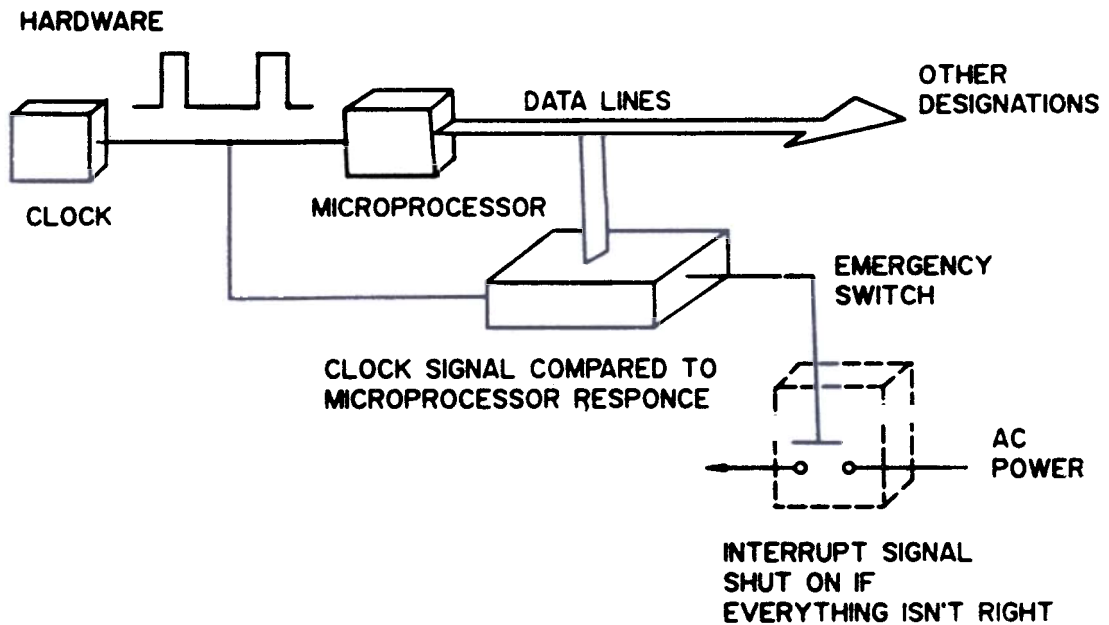 HARDWARE
OTHER
DESIGNATIONS
DATA LINES
CLOCK
MICROPROCESSOR
EMERGENCY
SWITCH
CLOCK SIGNAL COMPARED TO
MICROPROCESSOR RESPONCE
AC
POWER
INTERRUPT SIGNAL
SHUT ON IF
EVERYTHING ISN'T RIGHT